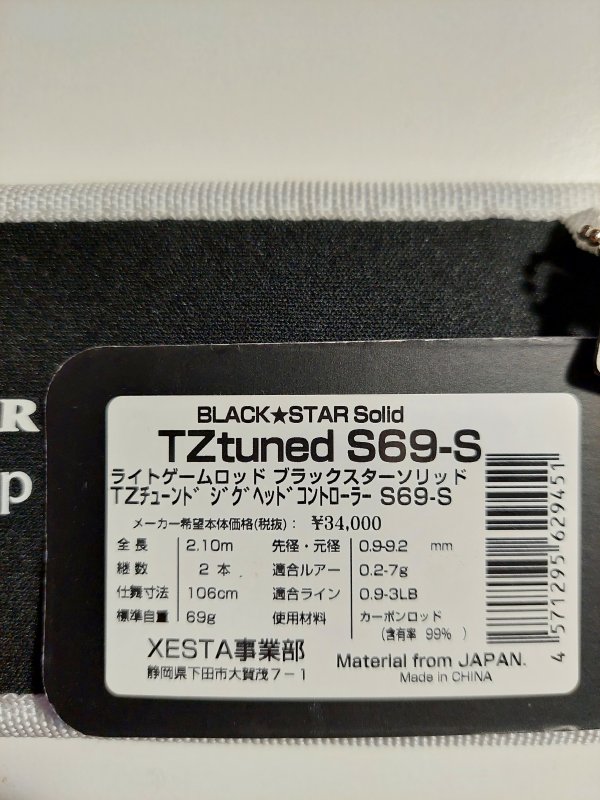 R
p
BLACK★STAR Solid
TZtuned S69-S
ライトゲームロッド ブラックスターソリッド
TZﾁｭｰﾝﾄﾞ ｼﾞｸﾞﾍｯﾄﾞｺﾝﾄﾛｰﾗｰ S69-S
メーカー希望本体価格(税抜)： ¥34,000
全長 2.10m 先径・元径 0.9-9.2 mm
継数 2 本 適合ルアー 0.2-7g
仕舞寸法 106cm 適合ライン 0.9-3LB
標準自重 69g 使用材料 カーボンロッド
(含有率 99% )
XESTA事業部
静岡県下田市大賀茂7-1
Material from JAPAN.
Made in CHINA
4 571295 629451